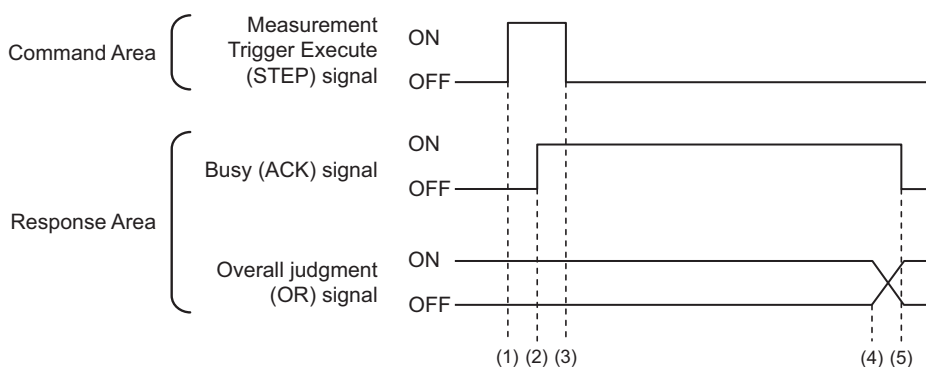 Command Area
Measurement
Trigger Execute
(STEP) signal
ON
OFF
Response Area
Busy (ACK) signal
ON
OFF
Overall judgment
(OR) signal
ON
OFF
(1) (2) (3) (4) (5)